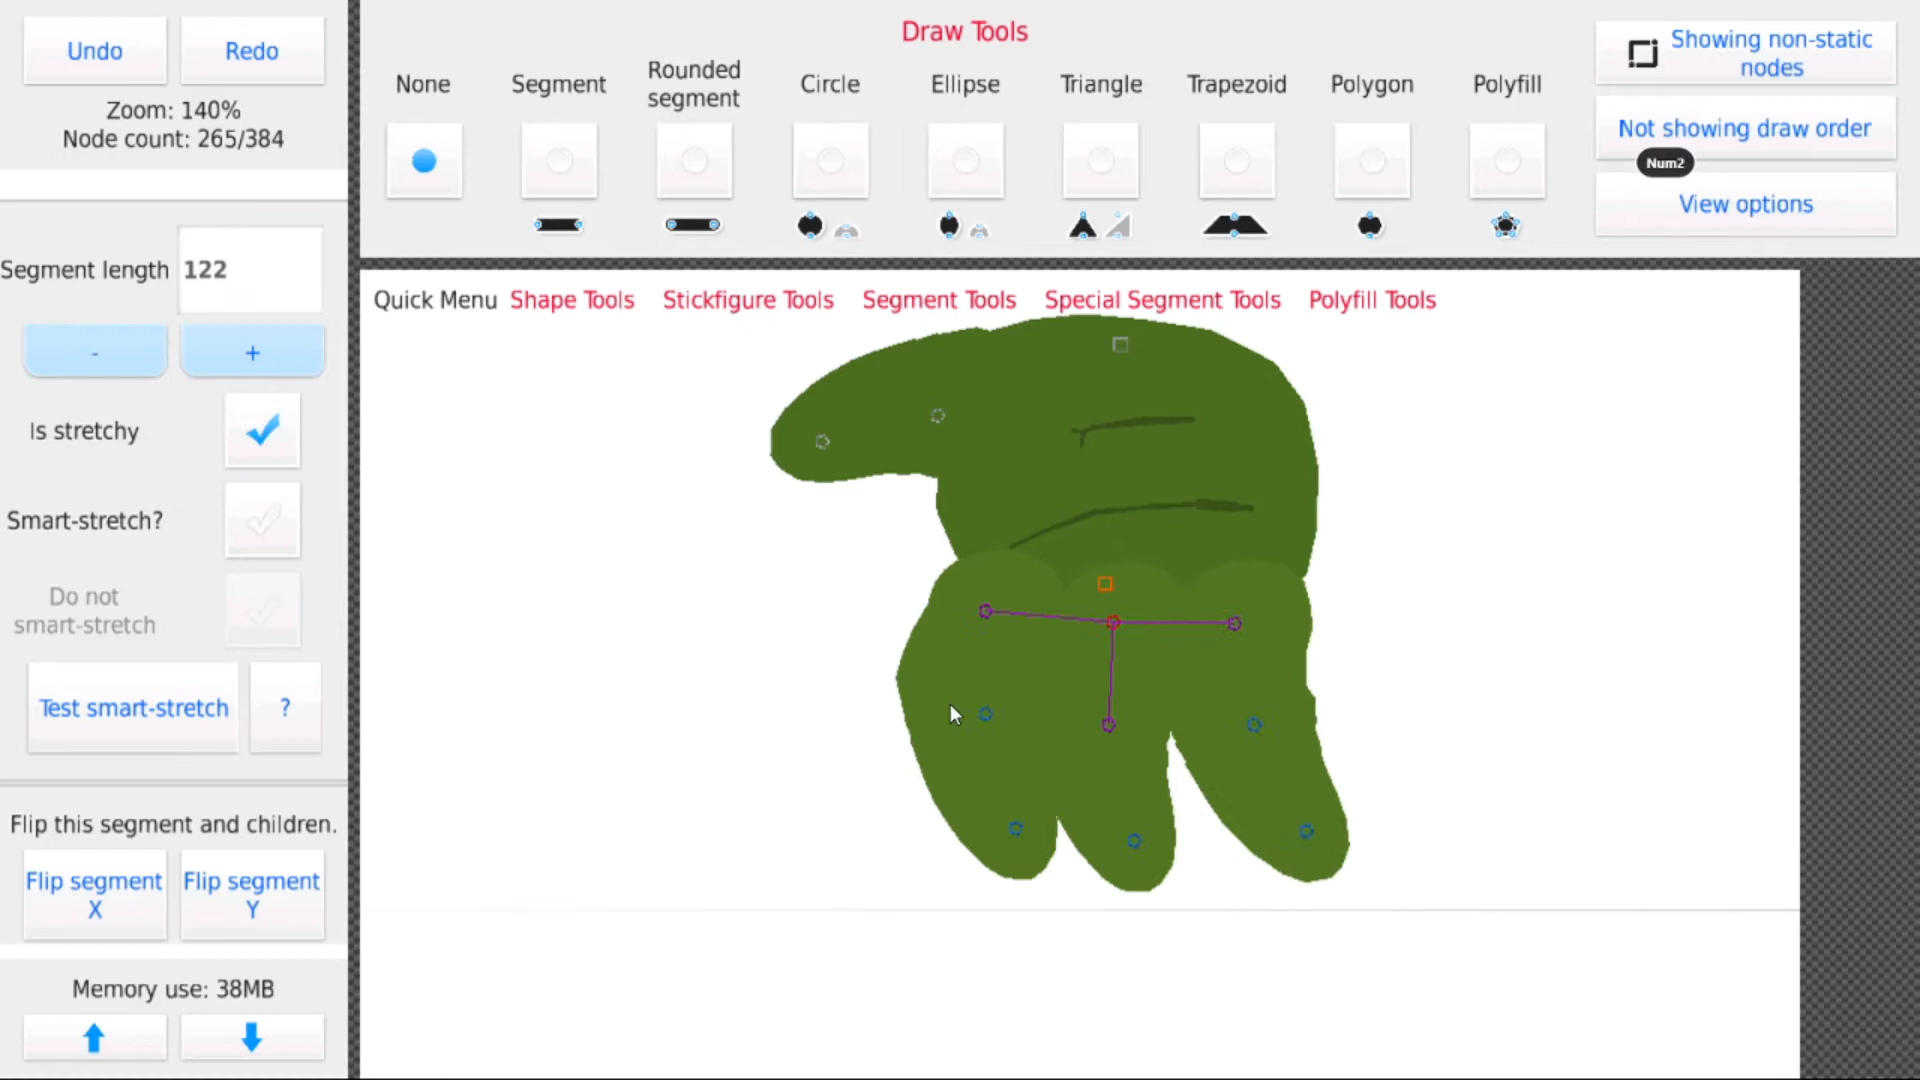 Undo
Redo
Zoom: 140%
Node count: 265/384
Segment length
122
-
+
Is stretchy
Smart-stretch?
Do not
smart-stretch
Test smart-stretch
?
Flip this segment and children.
Flip segment
X
Flip segment
Y
Memory use: 38MB
Draw Tools
None
Segment
Rounded
segment
Circle
Ellipse
Triangle
Trapezoid
Polygon
Polyfill
Showing non-static
nodes
Not showing draw order
Num2
View options
Quick Menu
Shape Tools
Stickfigure Tools
Segment Tools
Special Segment Tools
Polyfill Tools